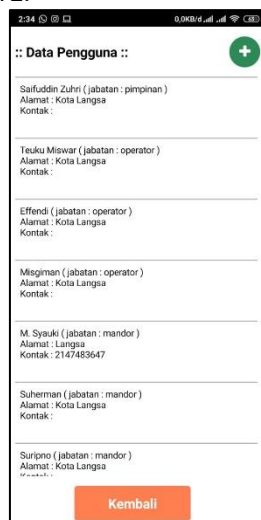 2:34 0,0KB/d
:: Data Pengguna ::
Saifuddin Zuhri ( jabatan : pimpinan )
Alamat : Kota Langsa
Kontak :
Teuku Miswar ( jabatan : operator )
Alamat : Kota Langsa
Kontak :
Effendi ( jabatan : operator )
Alamat : Kota Langsa
Kontak :
Misgiman ( jabatan : operator )
Alamat : Kota Langsa
Kontak :
M. Syauki ( jabatan : mandor )
Alamat : Langsa
Kontak : 2147483647
Suherman ( jabatan : mandor )
Alamat : Kota Langsa
Kontak :
Suripno ( jabatan : mandor )
Alamat : Kota Langsa
Kembali